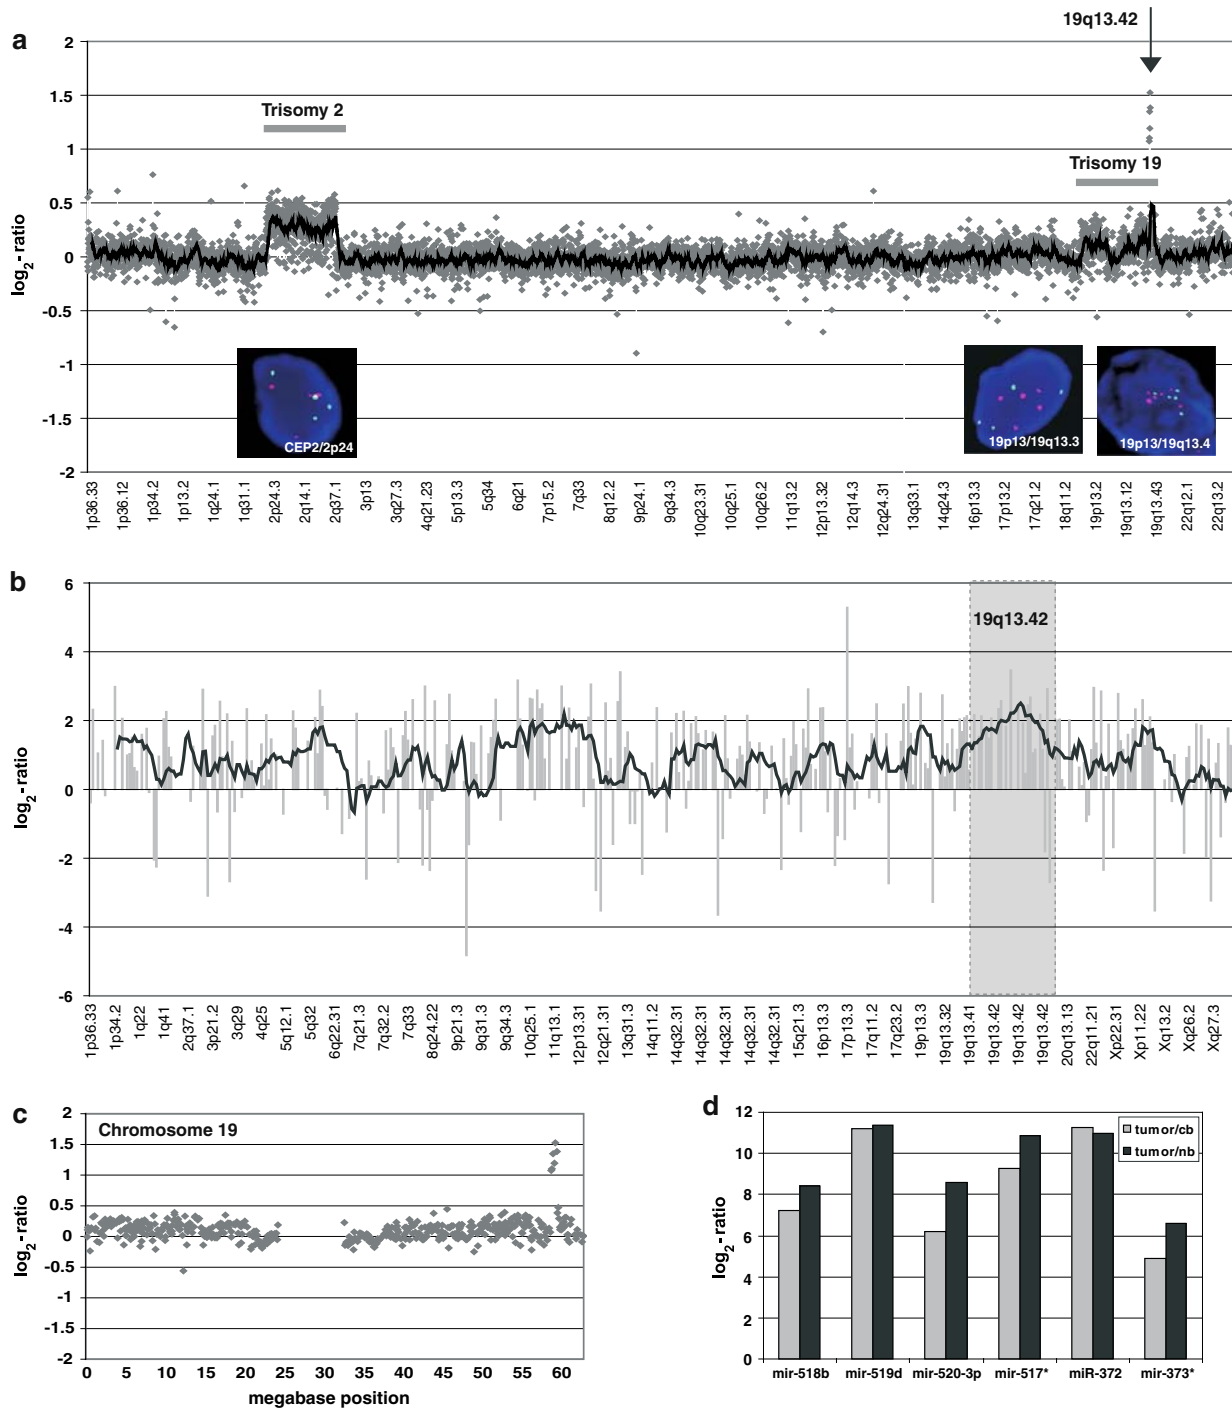 a
19q13.42
Trisomy 2
Trisomy 19
2
1.5
1
0.5
0
-0.5
-1
-1.5
-2
log2-ratio
CEP2/2p24
19p13/19q13.3
19p13/19q13.4
1p36.33 1p36.12 1p34.2 1p13.2 1q24.1 1q31.1 2p24.3 2q14.1 2q37.1 3p13 3q27.3 4q21.23 5p13.3 5q34 6q21 7p15.2 7q33 8q12.2 9p24.1 9q34.3 10q23.31 10q25.1 10q26.2 11q13.2 12p13.32 12q14.3 12q24.31 13q33.1 14q24.3 16p13.3 17p13.2 17q21.2 18q11.2 19p13.2 19q13.12 19q13.43 22q12.1 22q13.2
b
6
4
2
0
-2
-4
-6
log2-ratio
19q13.42
1p36.33 1p34.2 1q22 1q41 2q37.1 3p21.2 3q29 4q25 5q12.1 5q32 6q22.31 7q21.3 7q32.2 7q33 8q24.22 9p21.3 9q31.3 9q34.3 10q25.1 11q13.1 12p13.31 12q21.31 13q31.3 14q11.2 14q32.31 14q32.31 14q32.31 14q32.31 14q32.31 15q21.3 16p13.3 17p13.3 17q11.2 17q23.2 19p13.3 19q13.32 19q13.41 19q13.42 19q13.42 19q13.42 20q13.13 22q11.21 Xp22.31 Xp11.22 Xq13.2 Xq26.2 Xq27.3
c
Chromosome 19
2
1.5
1
0.5
0
-0.5
-1
-1.5
-2
log2-ratio
0 5 10 15 20 25 30 35 40 45 50 55 60
megabase position
d
12
10
8
6
4
2
0
log2-ratio
tumor/cb
tumor/nb
mir-518b mir-519d mir-520-3p mir-517* miR-372 mir-373*